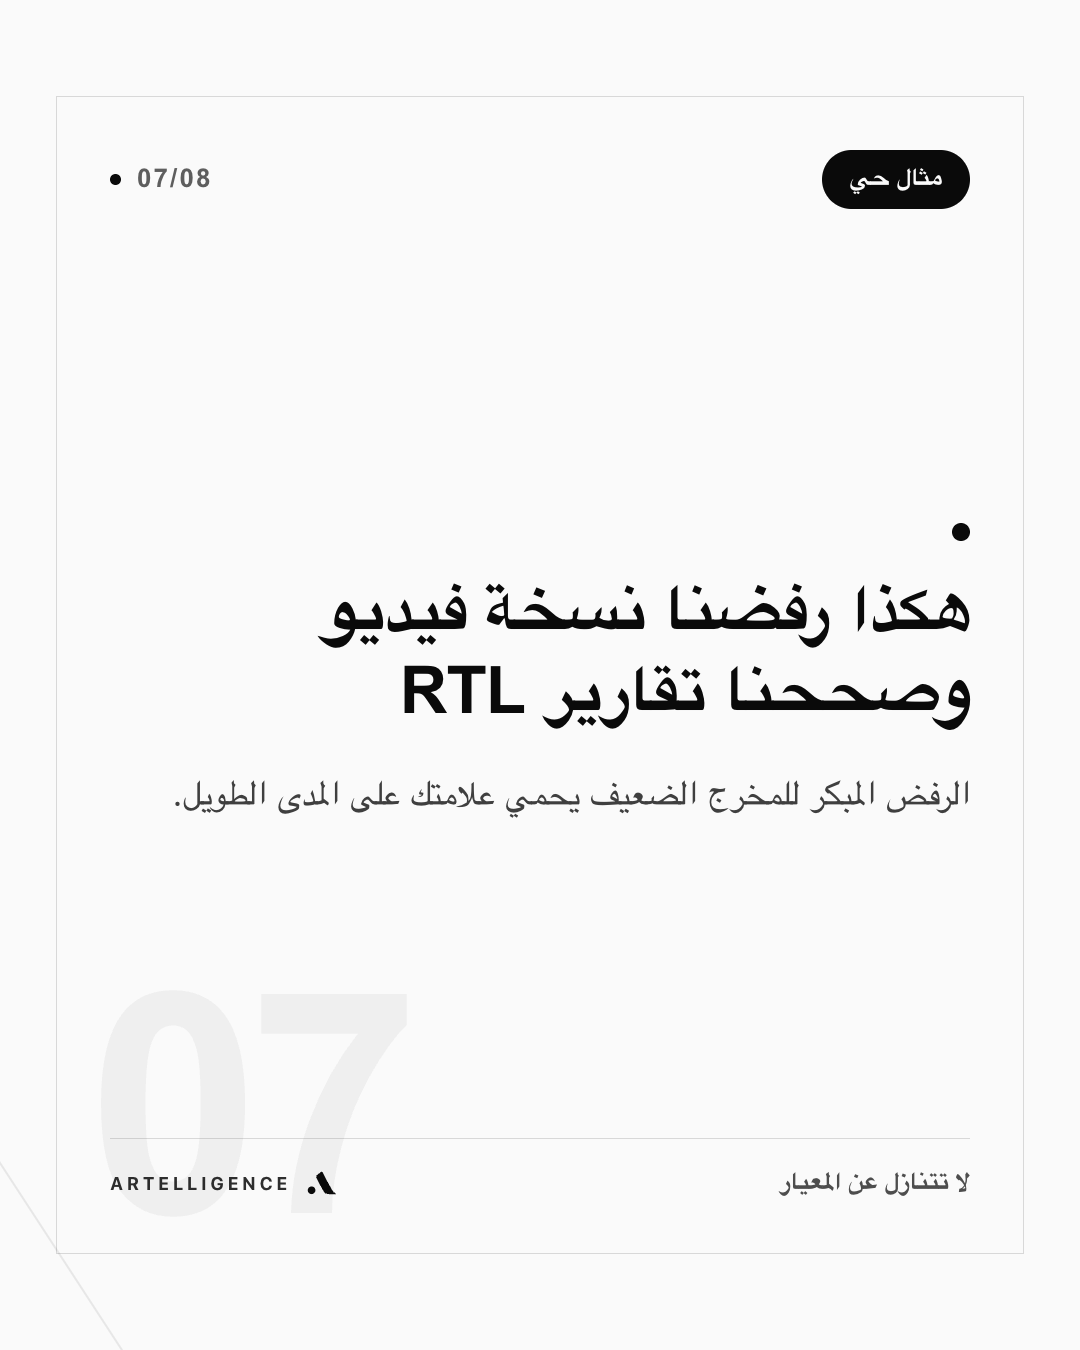 مثال حي
07/08
هكذا رفضنا نسخة فيديو
وصححنا تقارير RTL
الرفض المبكر للمخرج الضعيف يحمي علامتك على المدى الطويل.
07
لا تتنازل عن المعيار
ARTELLIGENCE